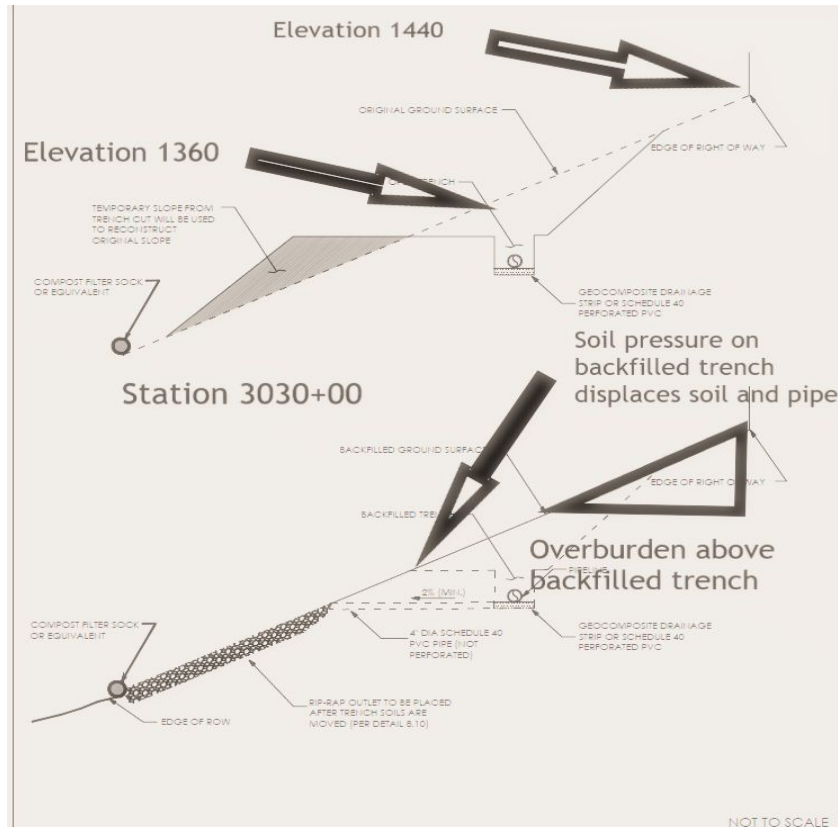 Elevation 1440
ORIGINAL GROUND SURFACE
Elevation 1360
EDGE OF RIGHT OF WAY
TRENCH
TEMPORARY SLOPE FROM
TRENCH CUT WILL BE USED
TO RECONSTRUCT
ORIGINAL SLOPE
COMPOST FILTER SOCK
OR EQUIVALENT
GEOCOMPOSITE DRAINAGE
STRIP OR SCHEDULE 40
PERFORATED PVC
Soil pressure on
backfilled trench
displaces soil and pipe
Station 3030+00
BACKFILLED GROUND SURFACE
EDGE OF RIGHT OF WAY
BACKFILLED
Overburden above
PIPELINE
backfilled trench
2% (MIN.)
COMPOST FILTER SOCK
OR EQUIVALENT
4" DIA SCHEDULE 40
PVC PIPE (NOT
PERFORATED)
GEOCOMPOSITE DRAINAGE
STRIP OR SCHEDULE 40
PERFORATED PVC
RIP-RAP OUTLET TO BE PLACED
AFTER TRENCH SOILS ARE
MOVED (PER DETAIL 8.10)
EDGE OF ROW
NOT TO SCALE